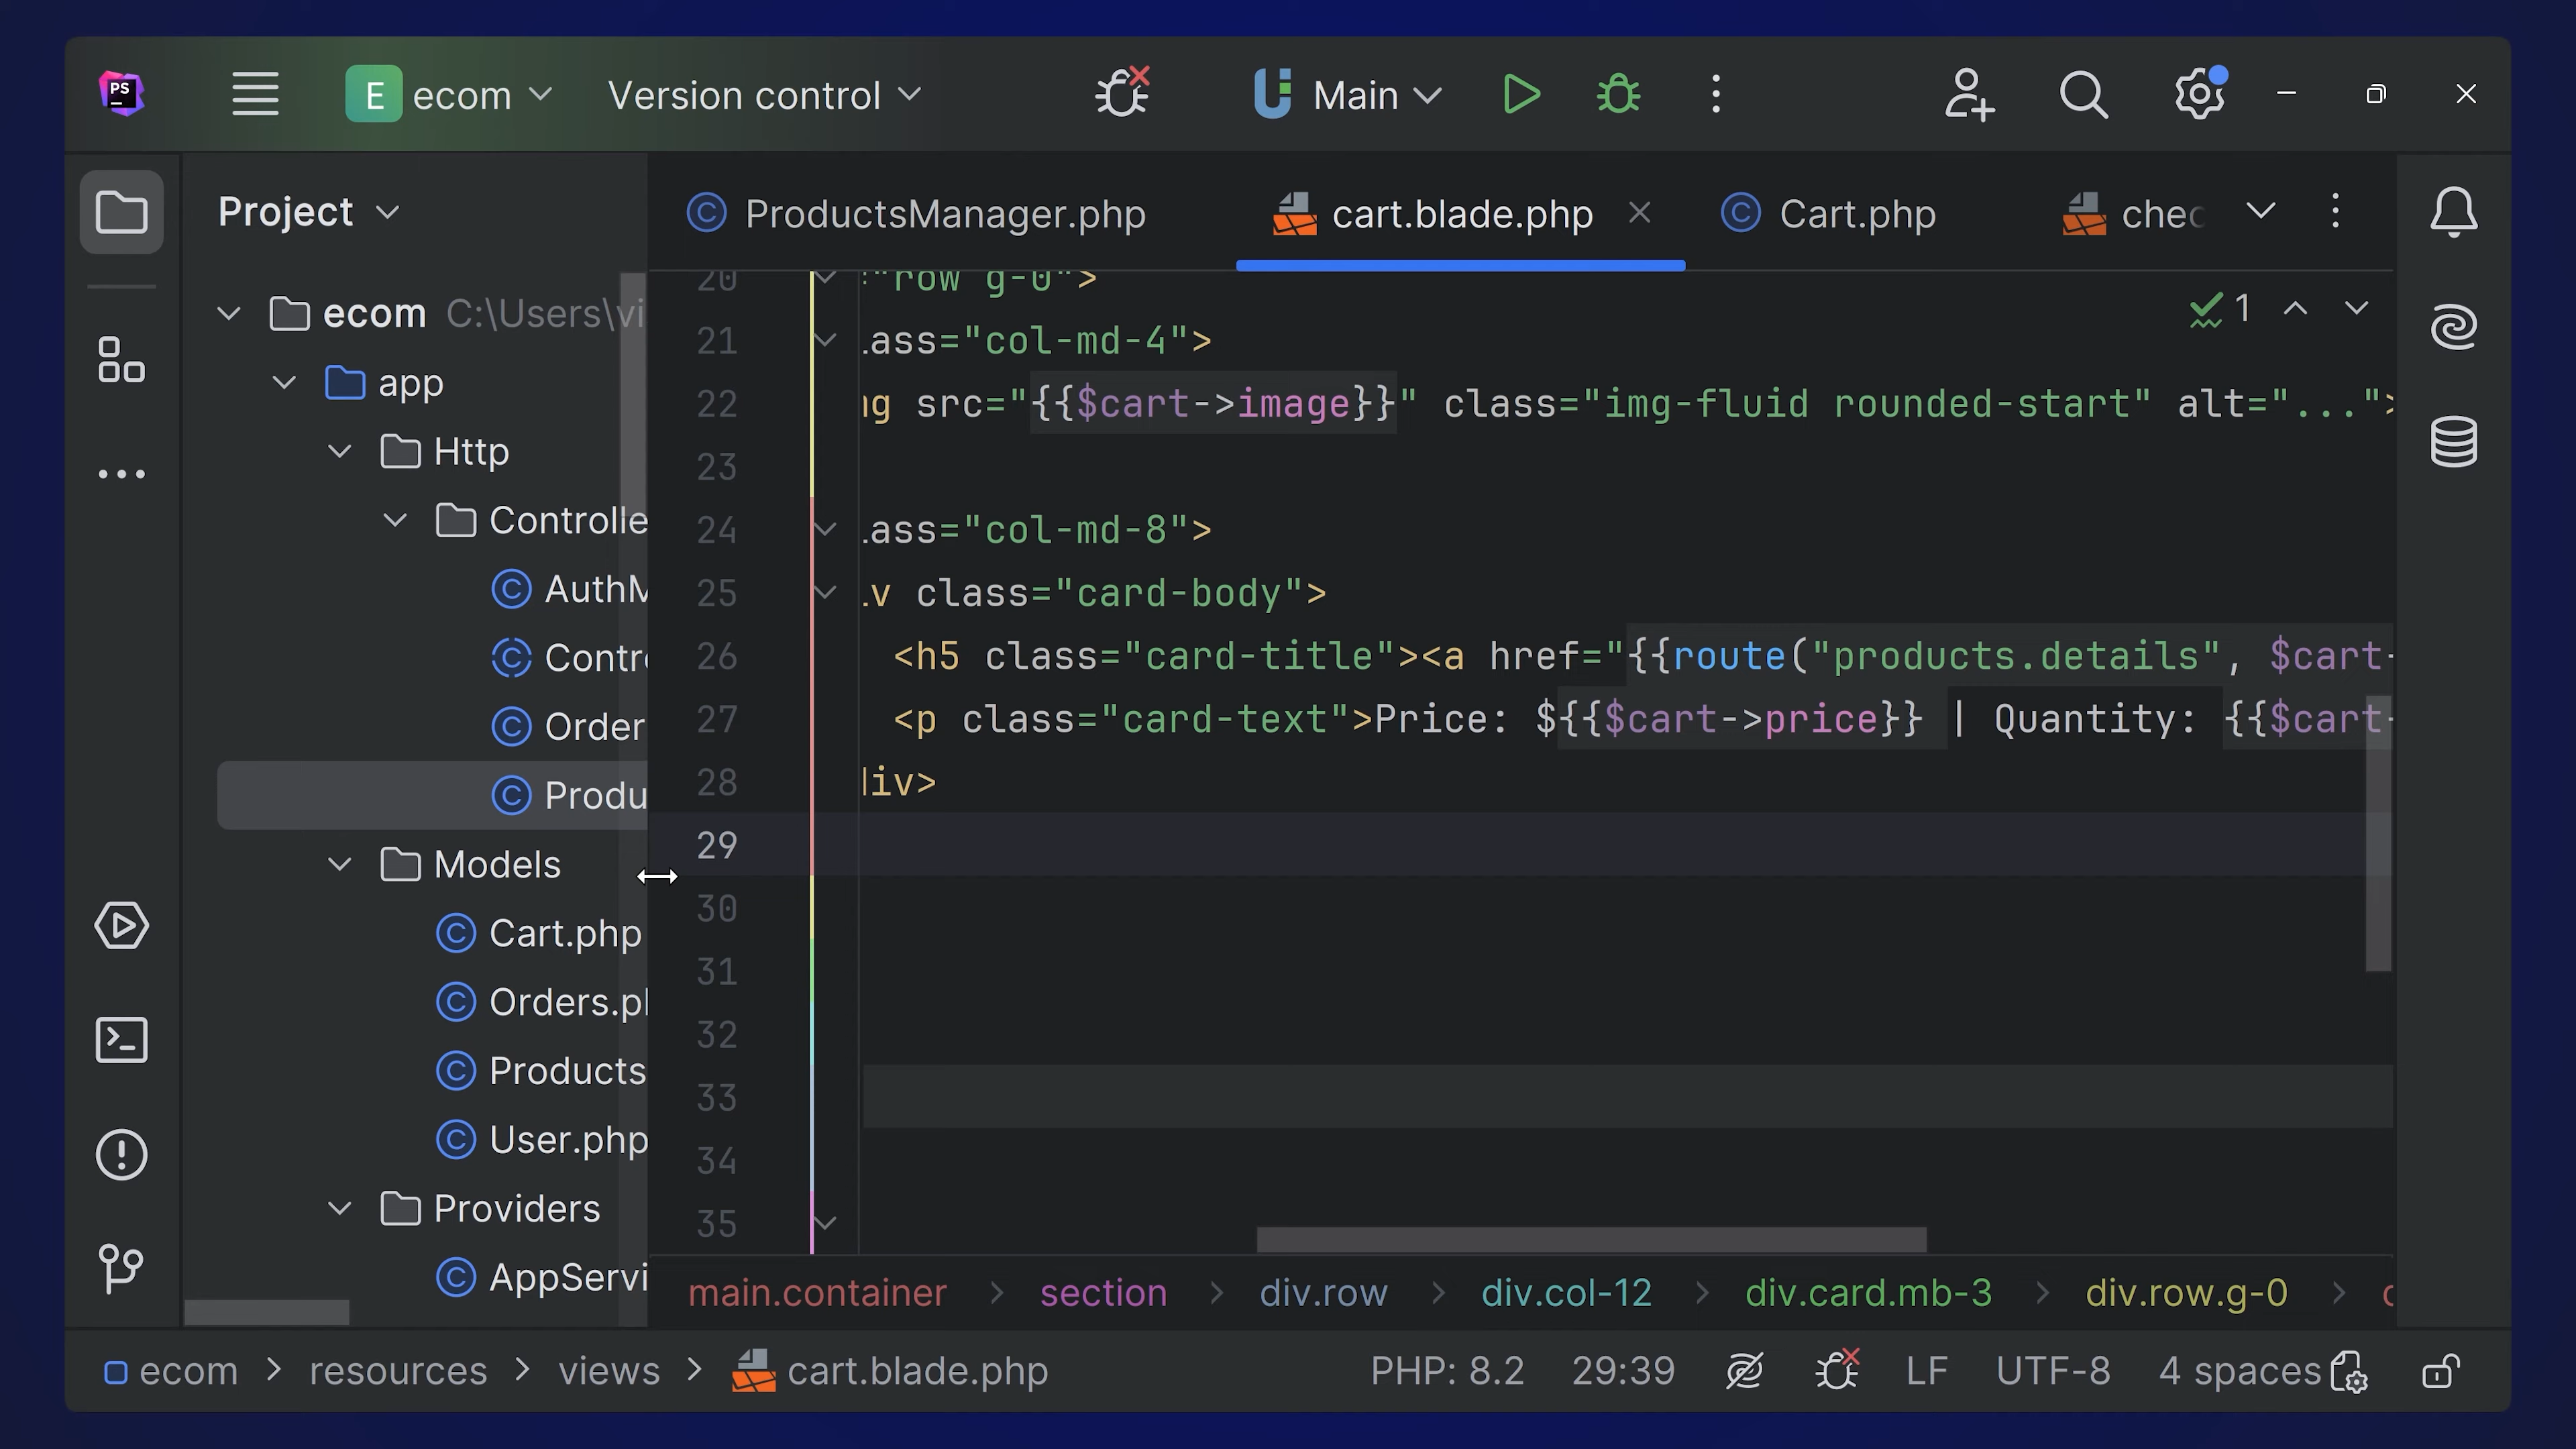 PS
E ecom Version control Main
Project
ProductsManager.php cart.blade.php Cart.php chec
ecom C:\Users\vi
app
Http
Controlle
AuthM
Contro
Order
Produ
Models
Cart.php
Orders.p
Products
User.php
Providers
AppServi
1
20 ="row g-0">
21 lass="col-md-4">
22 mg src="{{$cart->image}}" class="img-fluid rounded-start" alt="...">
23
24 lass="col-md-8">
25 iv class="card-body">
26 <h5 class="card-title"><a href="{{route("products.details", $cart-
27 <p class="card-text">Price: ${{$cart->price}} | Quantity: {{$cart-
28 div>
29
30
31
32
33
34
35
main.container > section > div.row > div.col-12 > div.card.mb-3 > div.row.g-0 >
ecom > resources > views > cart.blade.php PHP: 8.2 29:39 LF UTF-8 4 spaces